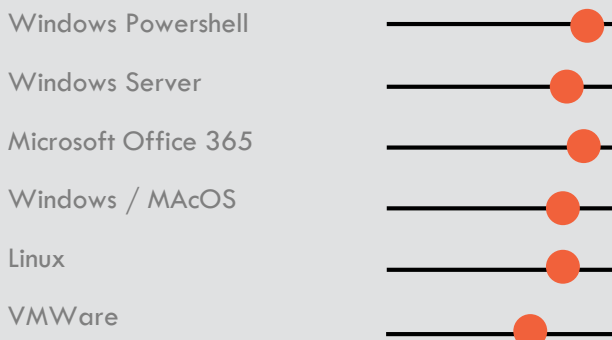 Windows Powershell
Windows Server
Microsoft Office 365
Windows / MAcOS
Linux
VMWare